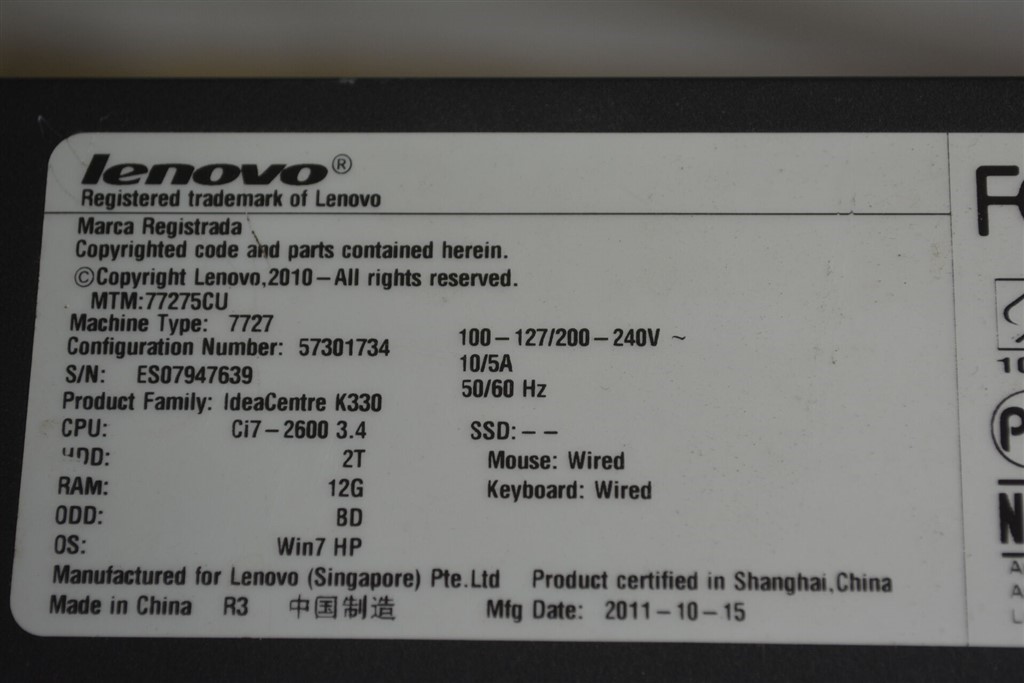 lenovo®
Registered trademark of Lenovo
Marca Registrada
Copyrighted code and parts contained herein.
©Copyright Lenovo,2010–All rights reserved.
MTM:77275CU
Machine Type: 7727
Configuration Number: 57301734
S/N: ES07947639
Product Family: IdeaCentre K330
100–127/200–240V ~
10/5A
50/60 Hz
CPU: Ci7–2600 3.4 SSD:– –
HDD: 2T Mouse: Wired
RAM: 12G Keyboard: Wired
ODD: BD
OS: Win7 HP
Manufactured for Lenovo (Singapore) Pte.Ltd Product certified in Shanghai,China
Made in China R3 中国制造 Mfg Date: 2011–10–15